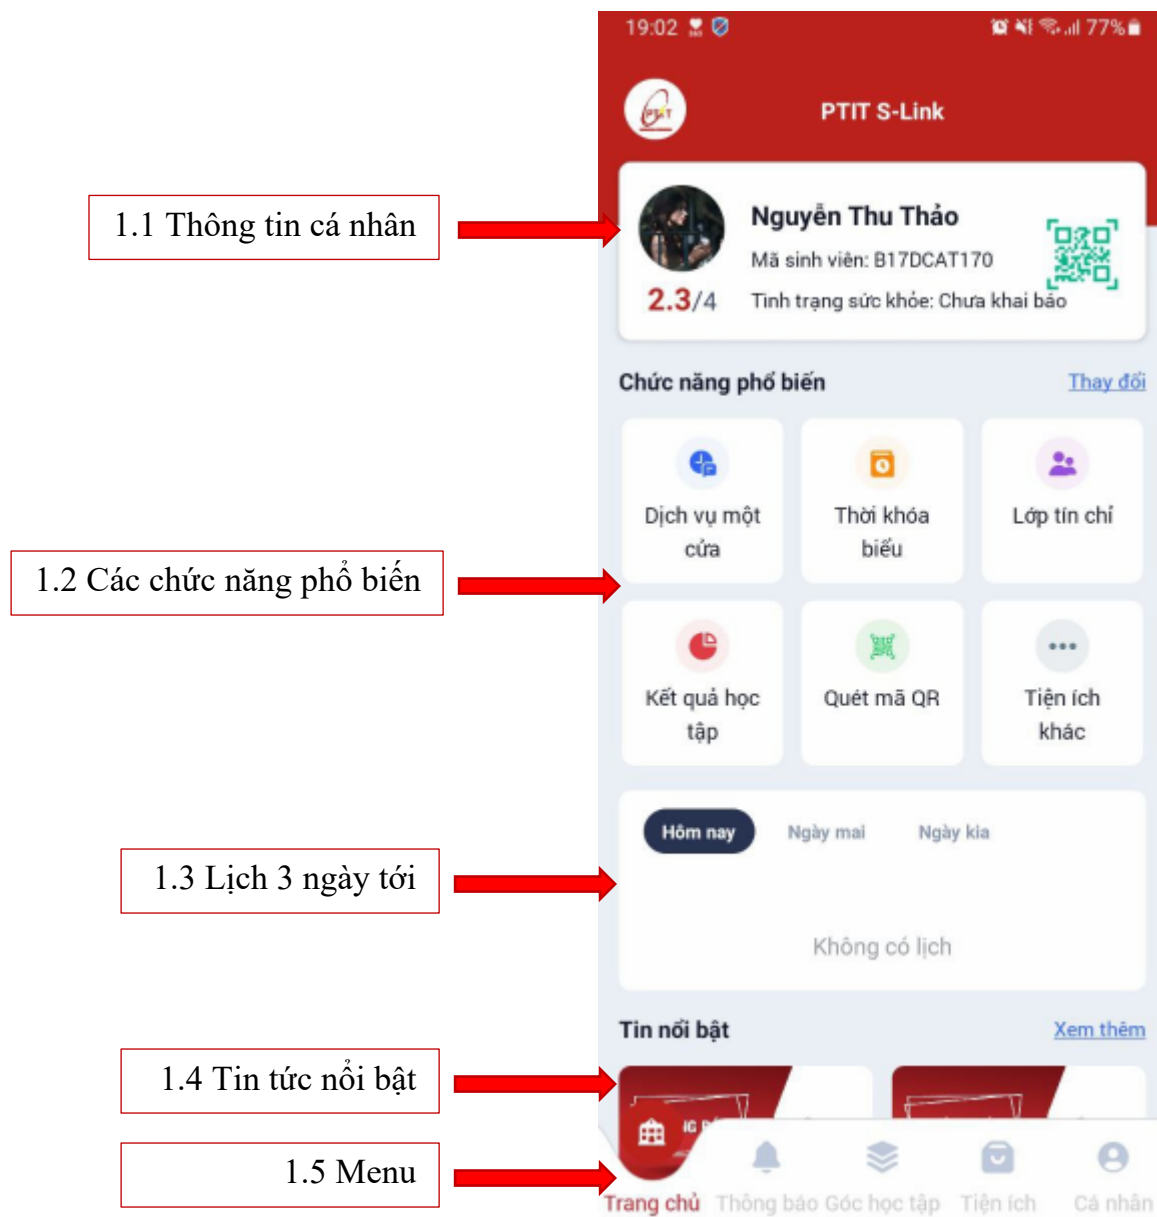 19:02
77%
PTIT
PTIT S-Link
1.1 Thông tin cá nhân
Nguyễn Thu Thảo
Mã sinh viên: B17DCAT170
2.3/4
Tình trạng sức khỏe: Chưa khai báo
Chức năng phổ biến
Thay đổi
Dịch vụ một
cửa
Thời khóa
biểu
Lớp tín chỉ
1.2 Các chức năng phổ biến
Kết quả học
tập
Quét mã QR
Tiện ích
khác
Hôm nay
Ngày mai
Ngày kia
1.3 Lịch 3 ngày tới
Không có lịch
Tin nổi bật
Xem thêm
1.4 Tin tức nổi bật
1.5 Menu
Trang chủ
Thông báo
Góc học tập
Tiện ích
Cá nhân